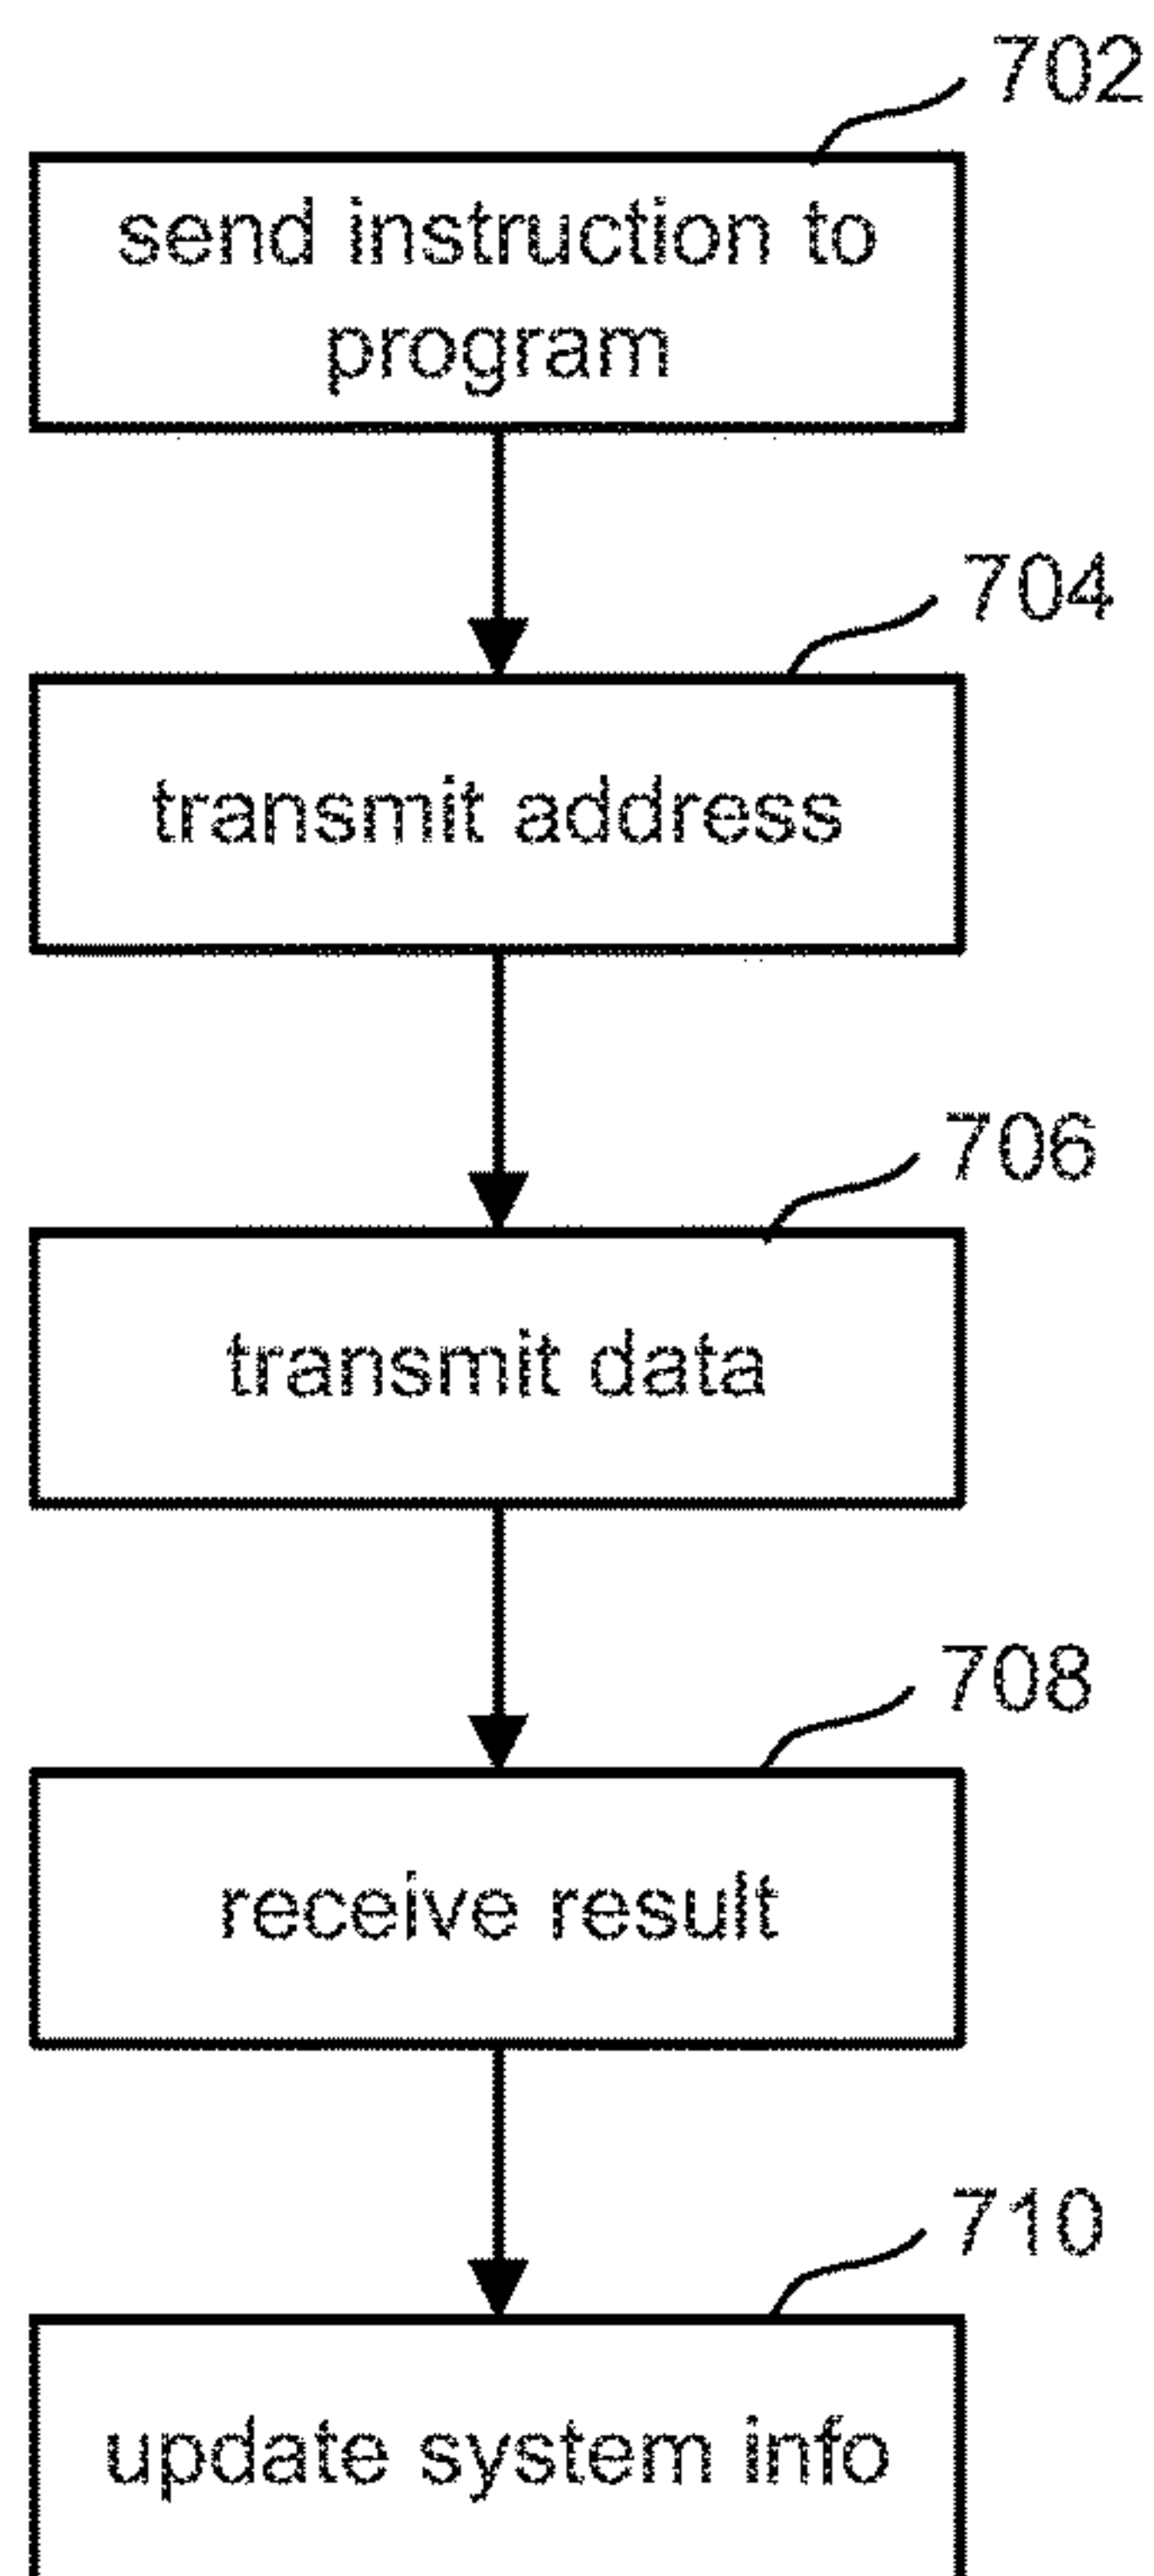 702
send instruction to
program
704
transmit address
706
transmit data
708
receive result
710
update system info